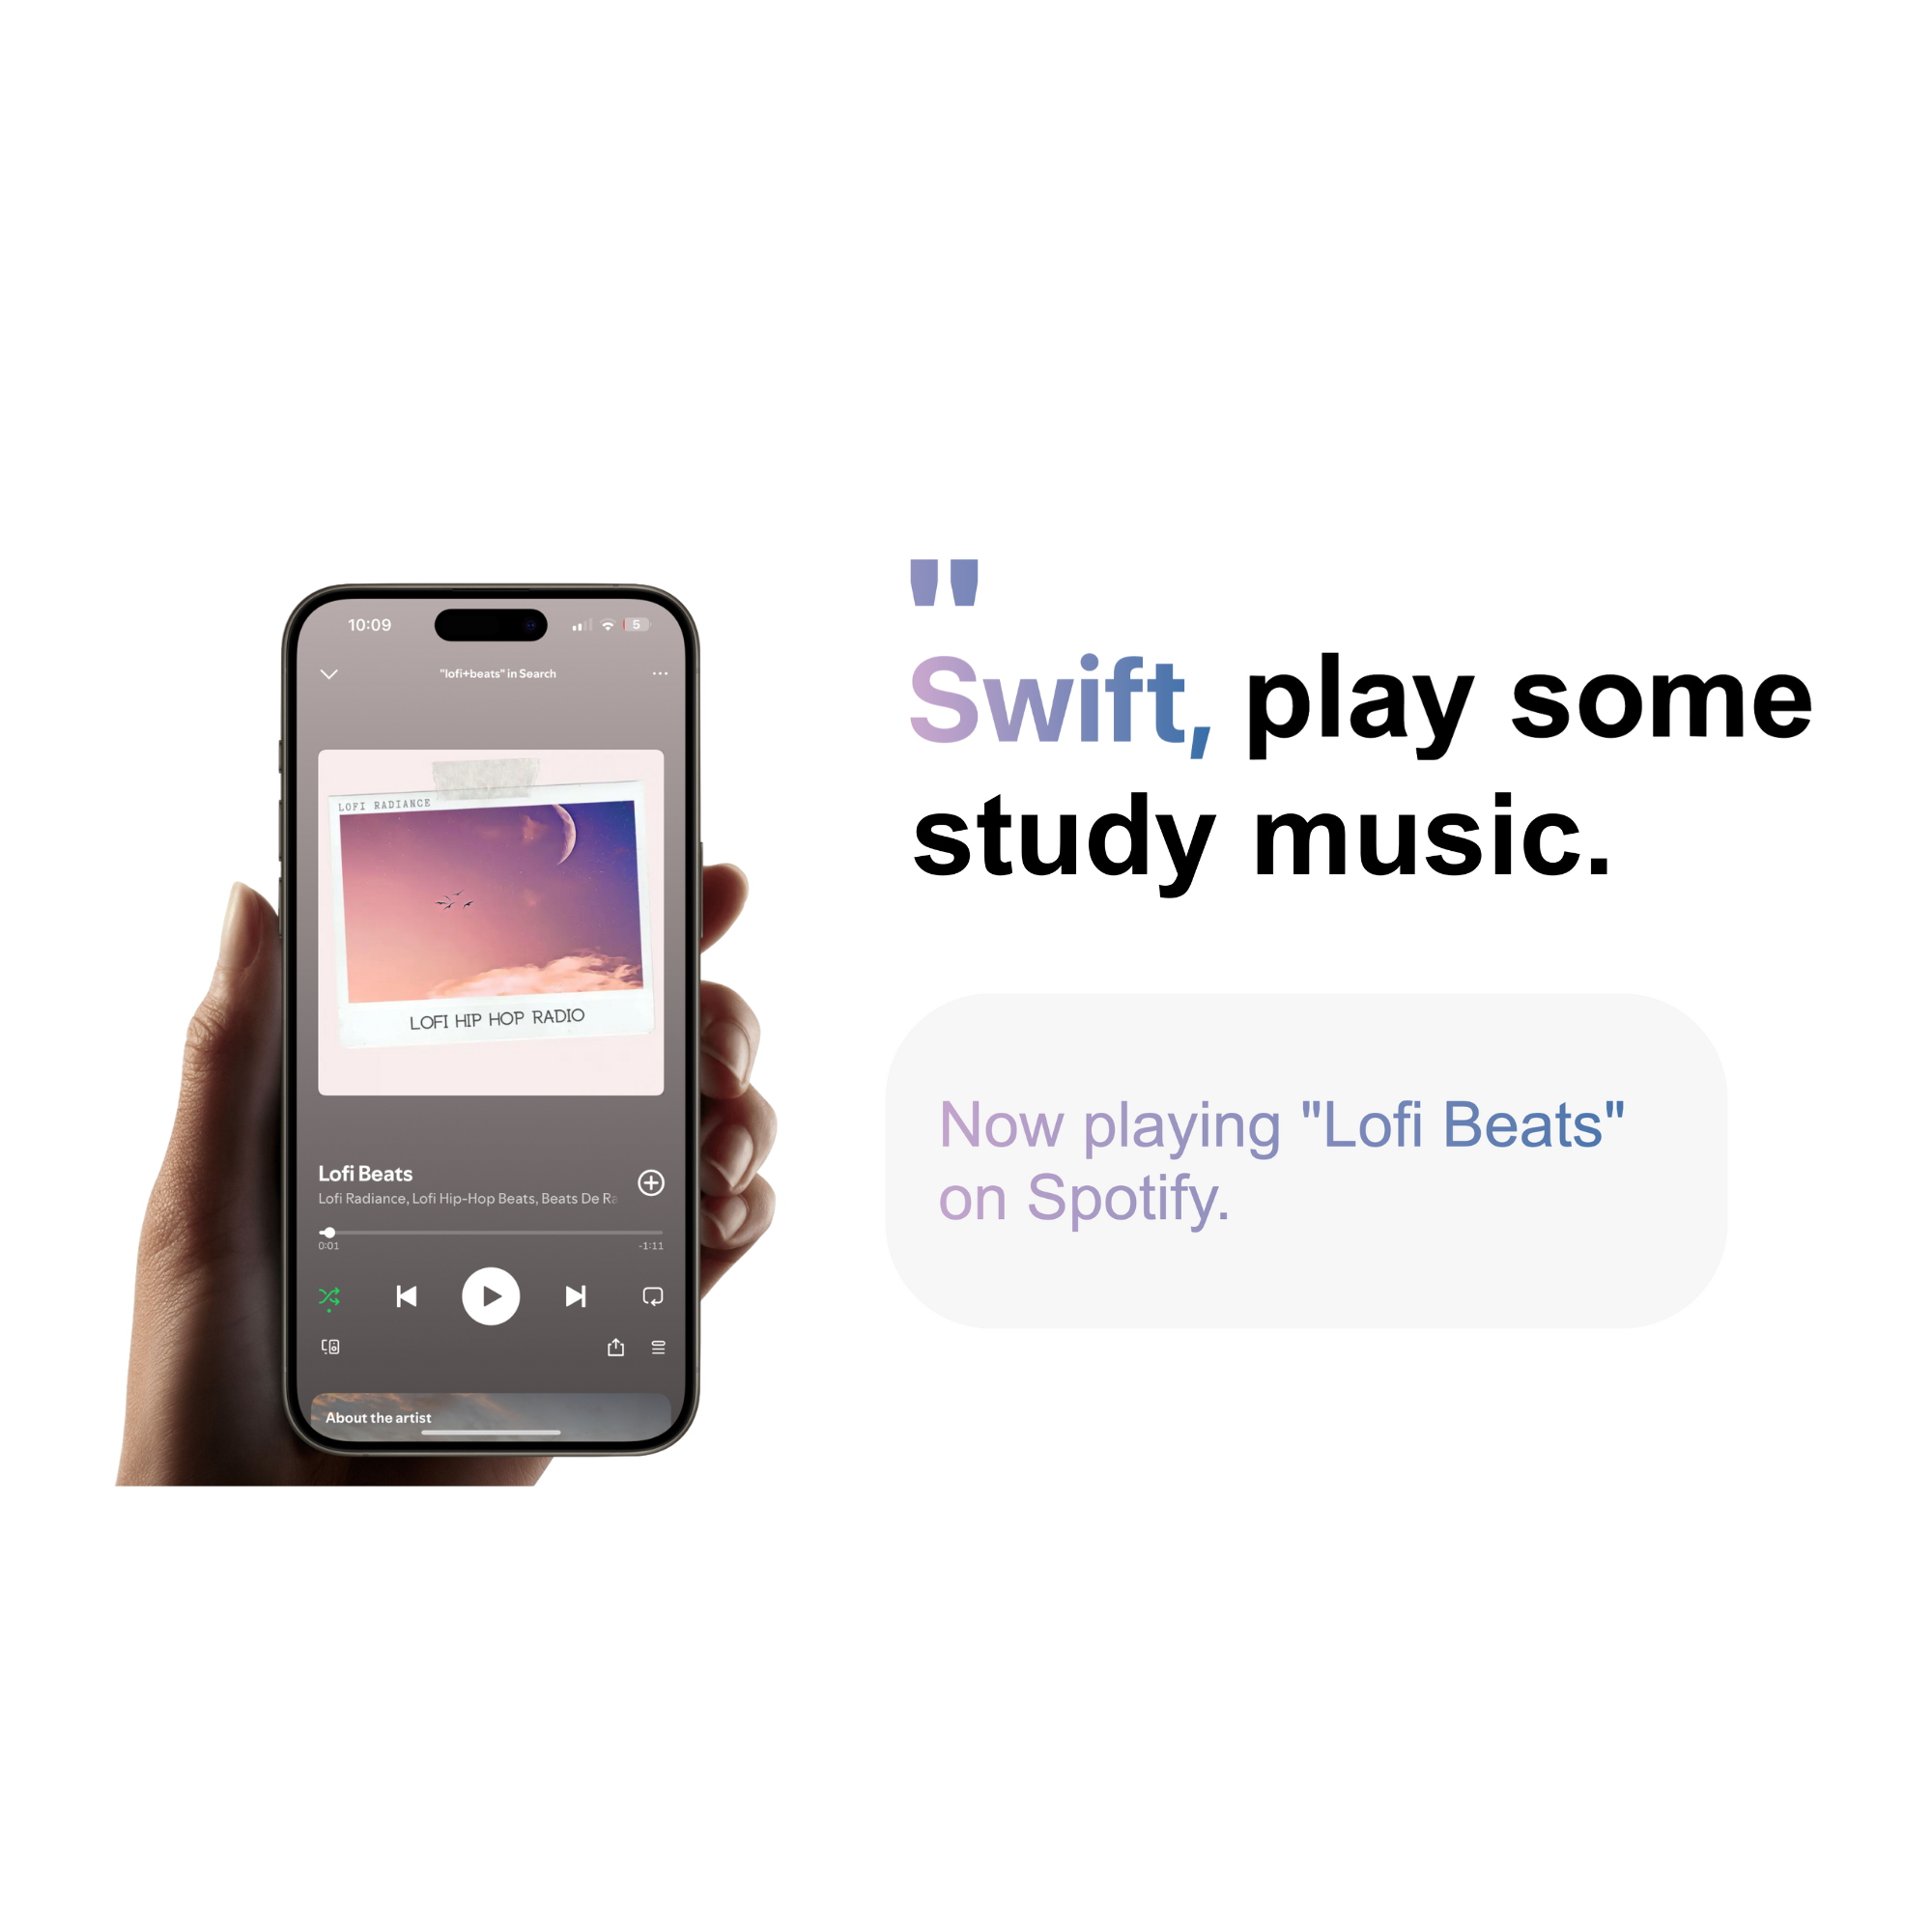 10:09
5
"lofi+beats" in Search
LOFI RADIANCE
LOFI HIP HOP RADIO
Lofi Beats
Lofi Radiance, Lofi Hip-Hop Beats, Beats De Ra
0:01
-1:11
About the artist
"
Swift, play some
study music.
Now playing "Lofi Beats"
on Spotify.